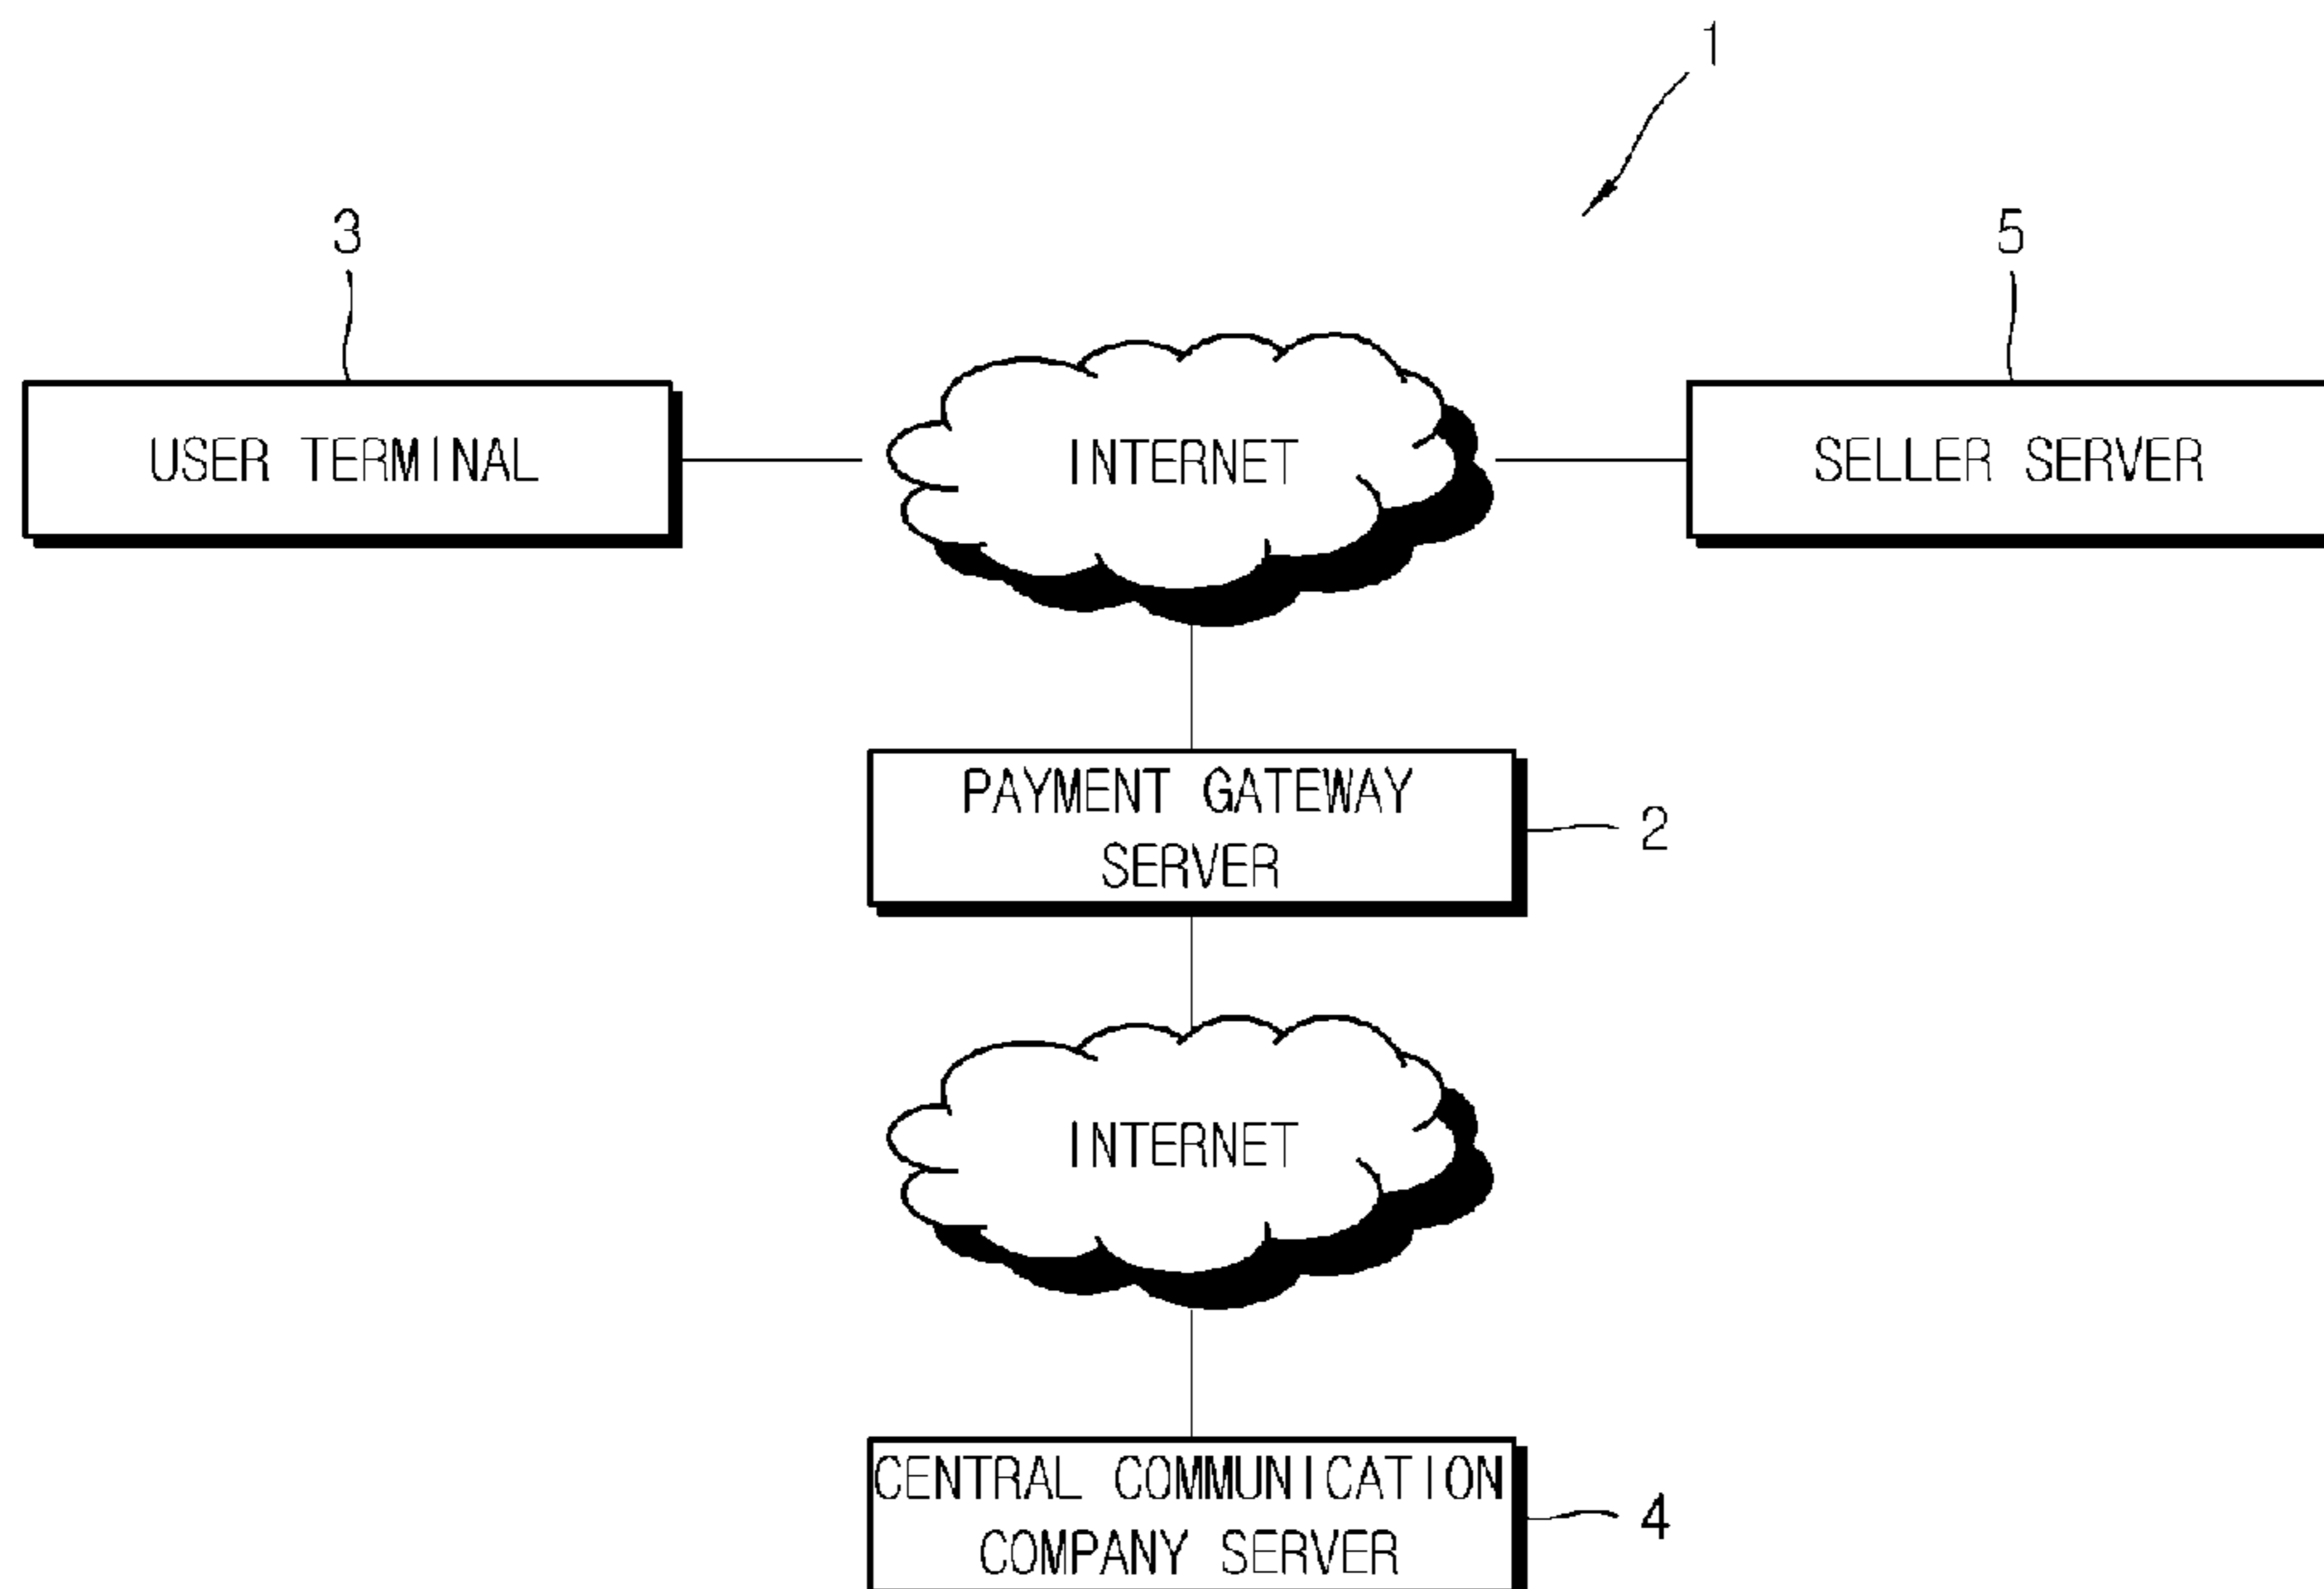 1
3
5
USER TERMINAL
INTERNET
SELLER SERVER
PAYMENT GATEWAY
SERVER
2
INTERNET
CENTRAL COMMUNICATION
COMPANY SERVER
4